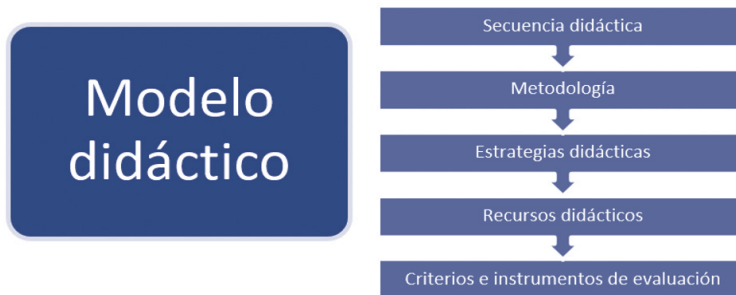 Modelo
didáctico
Secuencia didáctica
Metodología
Estrategias didácticas
Recursos didácticos
Criterios e instrumentos de evaluación